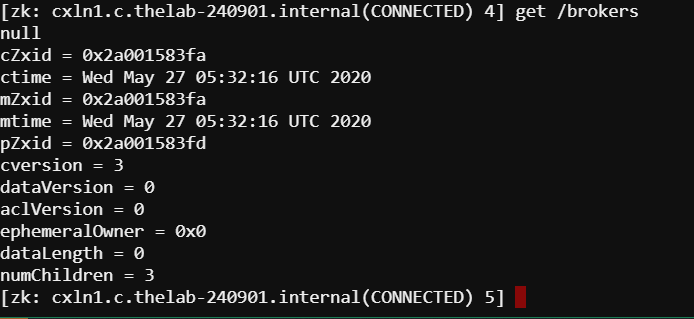 [zk: cxln1.c.thelab-240901.internal(CONNECTED) 4] get /brokers
null
cZxid = 0x2a001583fa
ctime = Wed May 27 05:32:16 UTC 2020
mZxid = 0x2a001583fa
mtime = Wed May 27 05:32:16 UTC 2020
pZxid = 0x2a001583fd
cversion = 3
dataVersion = 0
aclVersion = 0
ephemeralOwner = 0x0
dataLength = 0
numChildren = 3
[zk: cxln1.c.thelab-240901.internal(CONNECTED) 5]